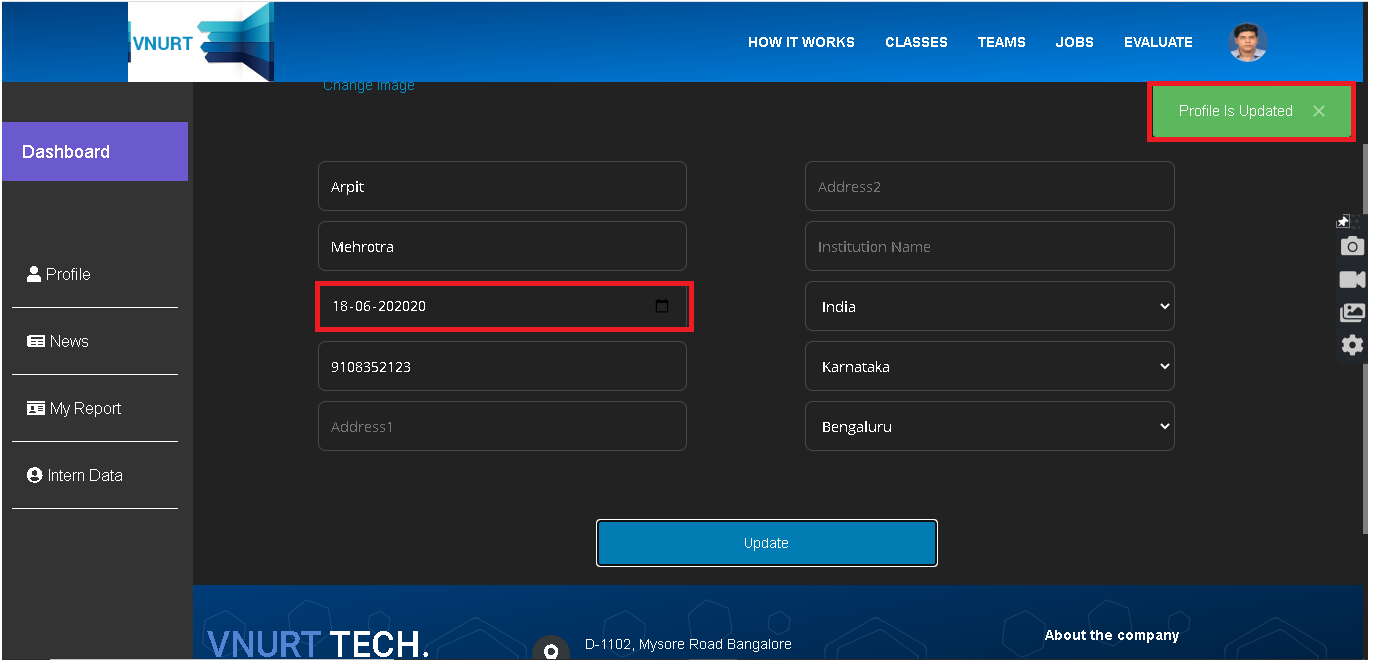 VNURT
HOW IT WORKS
CLASSES
TEAMS
JOBS
EVALUATE
Change Image
Profile Is Updated
Dashboard
Profile
News
My Report
Intern Data
Arpit
Mehrotra
18-06-202020
9108352123
Address1
Address2
Institution Name
India
Karnataka
Bengaluru
Update
VNURT TECH.
D-1102, Mysore Road Bangalore
About the company